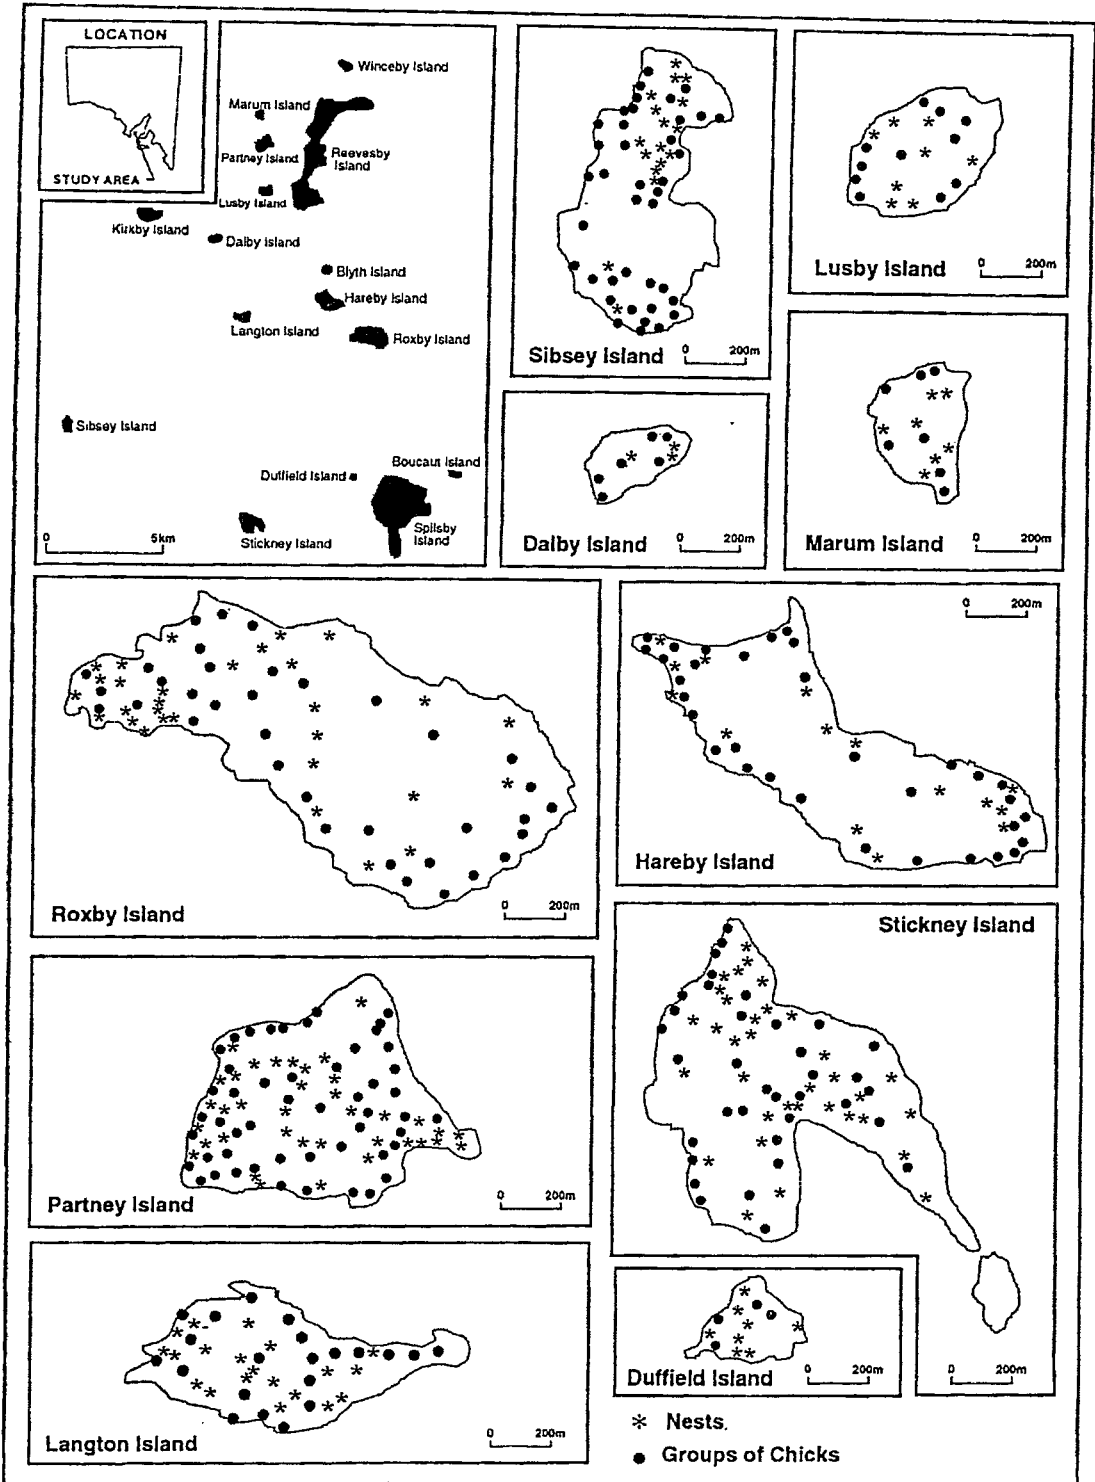 LOCATION
STUDY AREA
Winceby Island
Marum Island
Partney Island
Reevesby
Island
Lusby Island
Kirkby Island
Dalby Island
Blyth Island
Hareby Island
Langton Island
Roxby Island
Sibsey Island
Boucaut Island
Duffield Island
Spilsby
Island
Stickney Island
0 5km
Sibsey Island
0 200m
Lusby Island
0 200m
Dalby Island
0 200m
Marum Island
0 200m
Roxby Island
0 200m
0 200m
Hareby Island
Stickney Island
0 200m
Partney Island
0 200m
Langton Island
0 200m
Duffield Island
0 200m
* Nests.
● Groups of Chicks